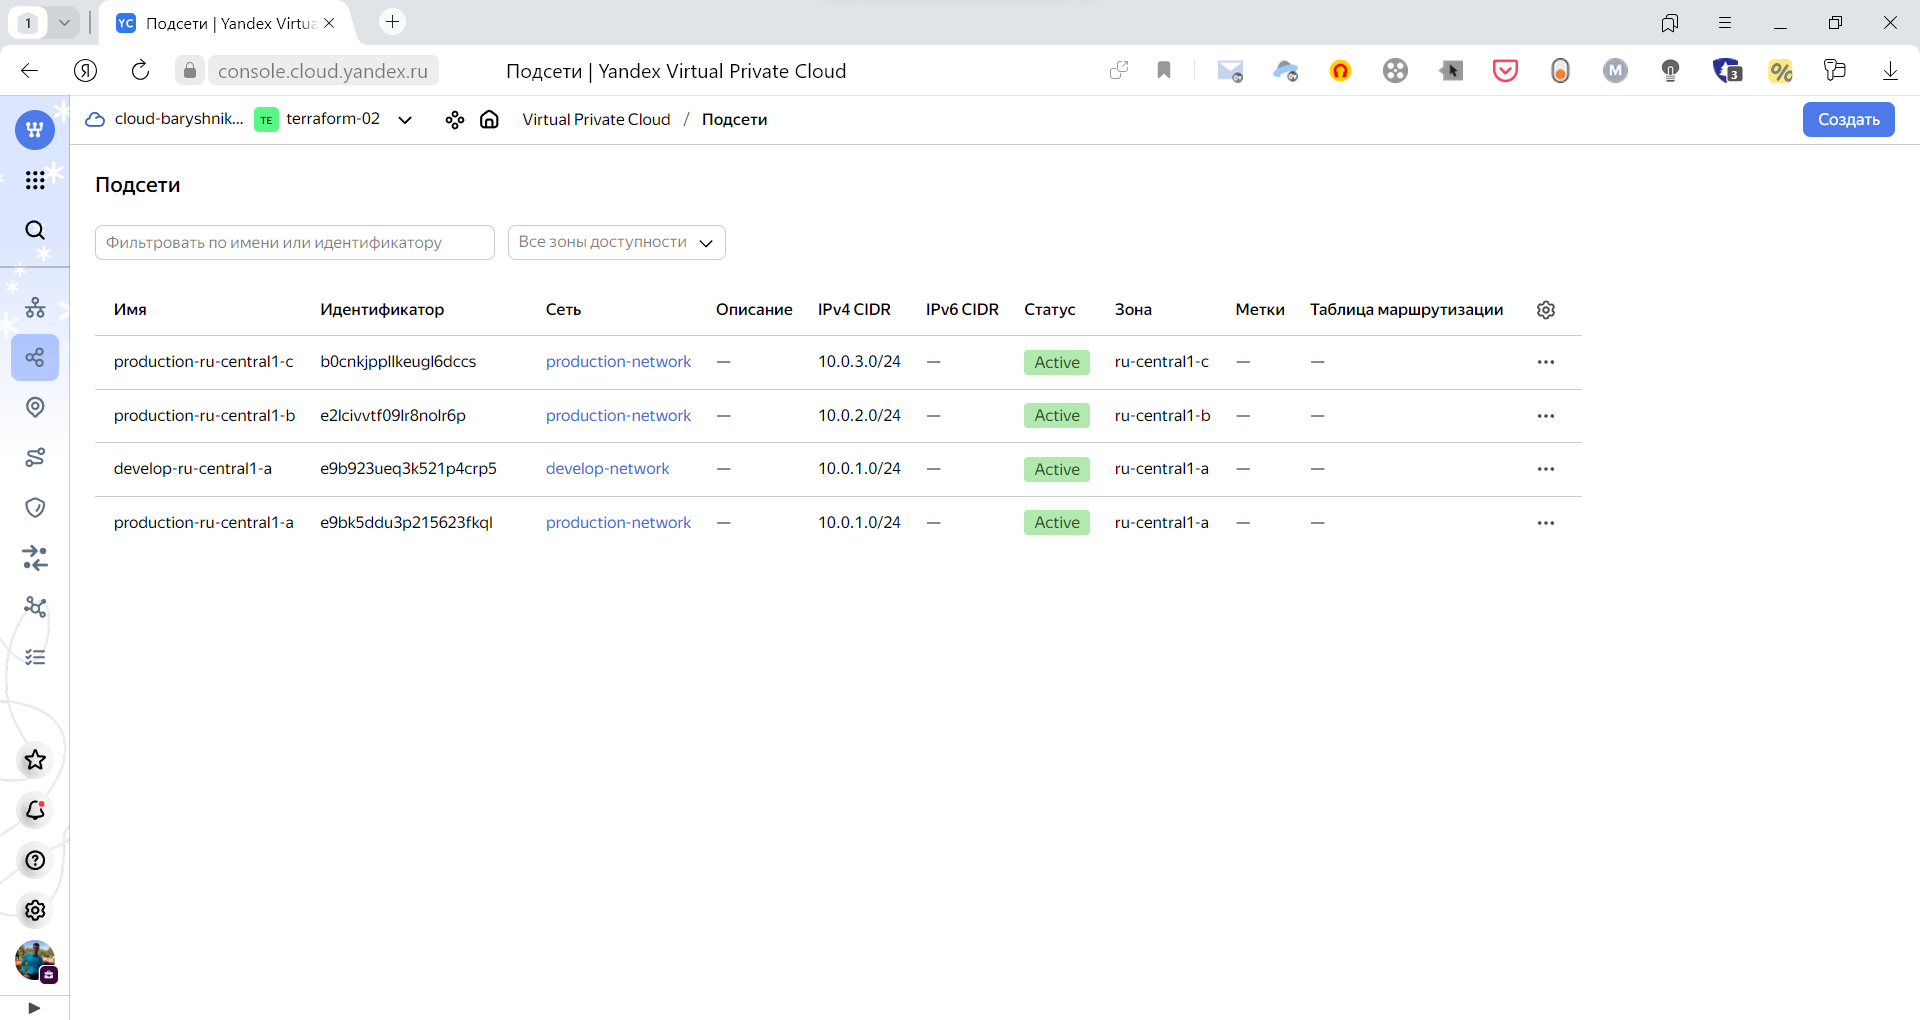 1
YC Подсети | Yandex Virtua
console.cloud.yandex.ru
Подсети | Yandex Virtual Private Cloud
M
3
%
cloud-baryshnik... TE terraform-02
Virtual Private Cloud / Подсети
Создать
Подсети
Фильтровать по имени или идентификатору
Все зоны доступности
Имя Идентификатор Сеть Описание IPv4 CIDR IPv6 CIDR Статус Зона Метки Таблица маршрутизации
production-ru-central1-c b0cnkjppllkeugl6dccs production-network — 10.0.3.0/24 — Active ru-central1-c — —
production-ru-central1-b e2lcivvtf09lr8nolr6p production-network — 10.0.2.0/24 — Active ru-central1-b — —
develop-ru-central1-a e9b923ueq3k521p4crp5 develop-network — 10.0.1.0/24 — Active ru-central1-a — —
production-ru-central1-a e9bk5ddu3p215623fkql production-network — 10.0.1.0/24 — Active ru-central1-a — —